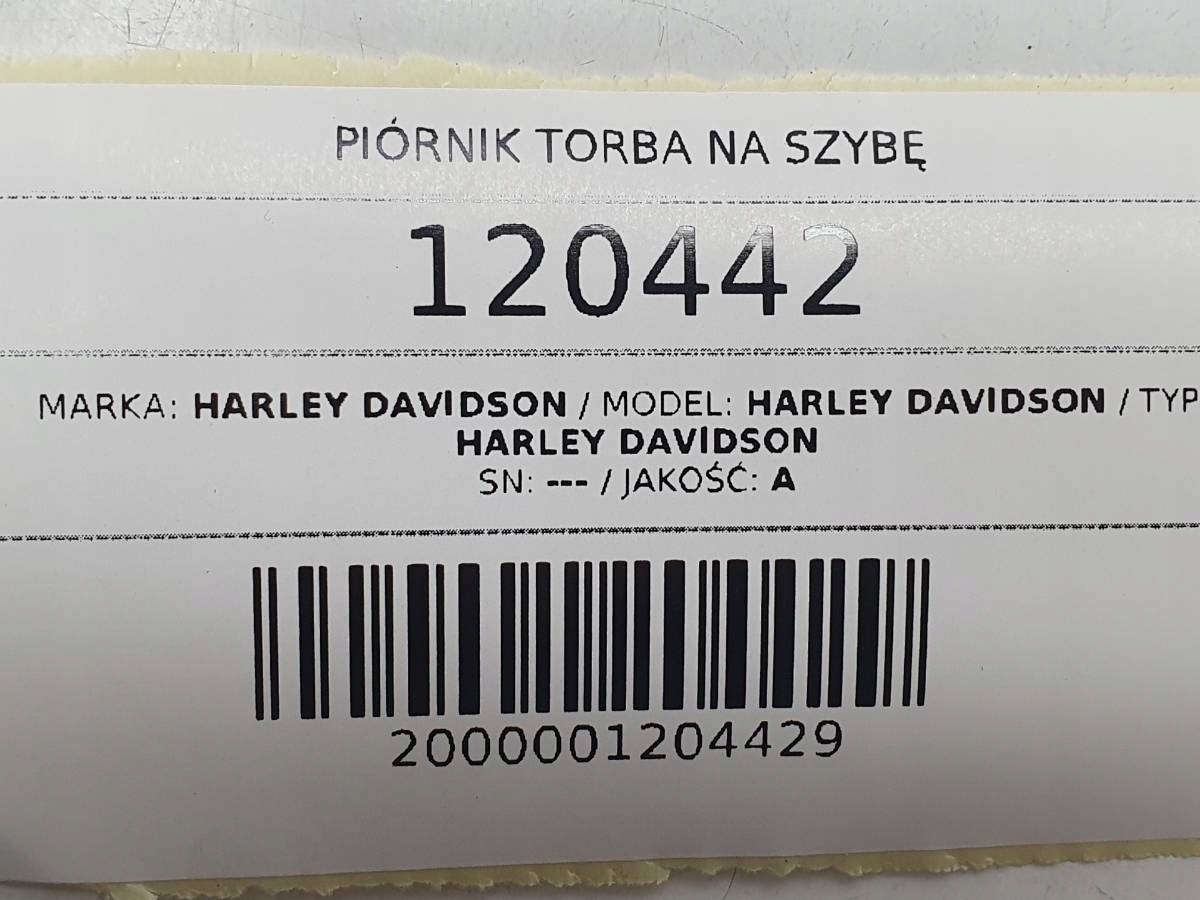 PIÓRNIK TORBA NA SZYBĘ
120442
MARKA: HARLEY DAVIDSON / MODEL: HARLEY DAVIDSON / TYP
HARLEY DAVIDSON
SN: --- / JAKOŚĆ: A
2000001204429